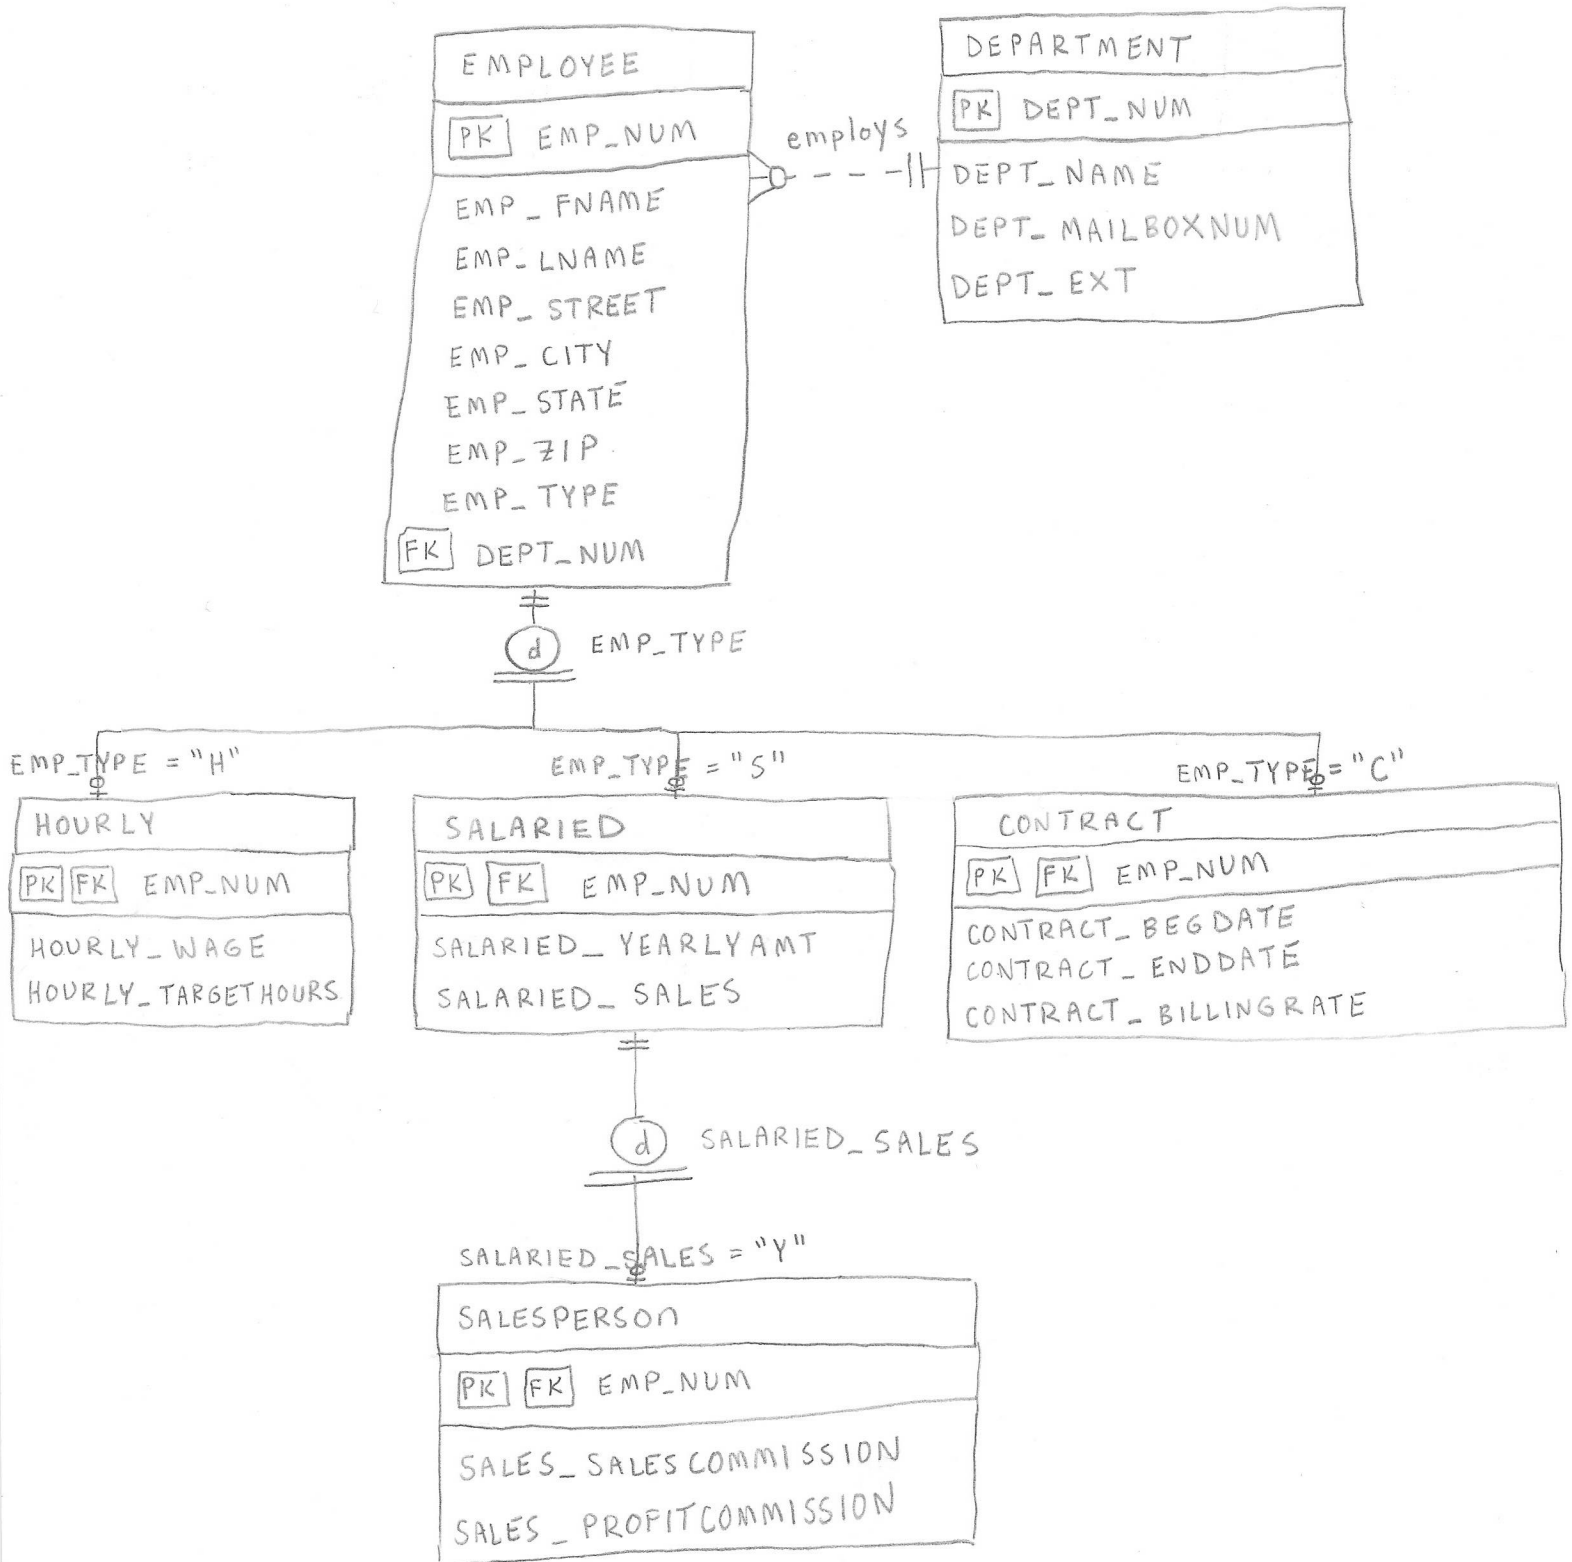 EMPLOYEE
PK EMP_NUM
EMP_FNAME
EMP_LNAME
EMP_STREET
EMP_CITY
EMP_STATE
EMP_ZIP
EMP_TYPE
FK DEPT_NUM
employs
DEPARTMENT
PK DEPT_NUM
DEPT_NAME
DEPT_MAILBOXNUM
DEPT_EXT
d EMP_TYPE
EMP_TYPE = "H"
EMP_TYPE = "S"
EMP_TYPE = "C"
HOURLY
PK FK EMP_NUM
HOURLY_WAGE
HOURLY_TARGETHOURS
SALARIED
PK FK EMP_NUM
SALARIED_YEARLYAMT
SALARIED_SALES
CONTRACT
PK FK EMP_NUM
CONTRACT_BEGDATE
CONTRACT_ENDDATE
CONTRACT_BILLINGRATE
d SALARIED_SALES
SALARIED_SALES = "Y"
SALESPERSON
PK FK EMP_NUM
SALES_SALESCOMMISSION
SALES_PROFITCOMMISSION